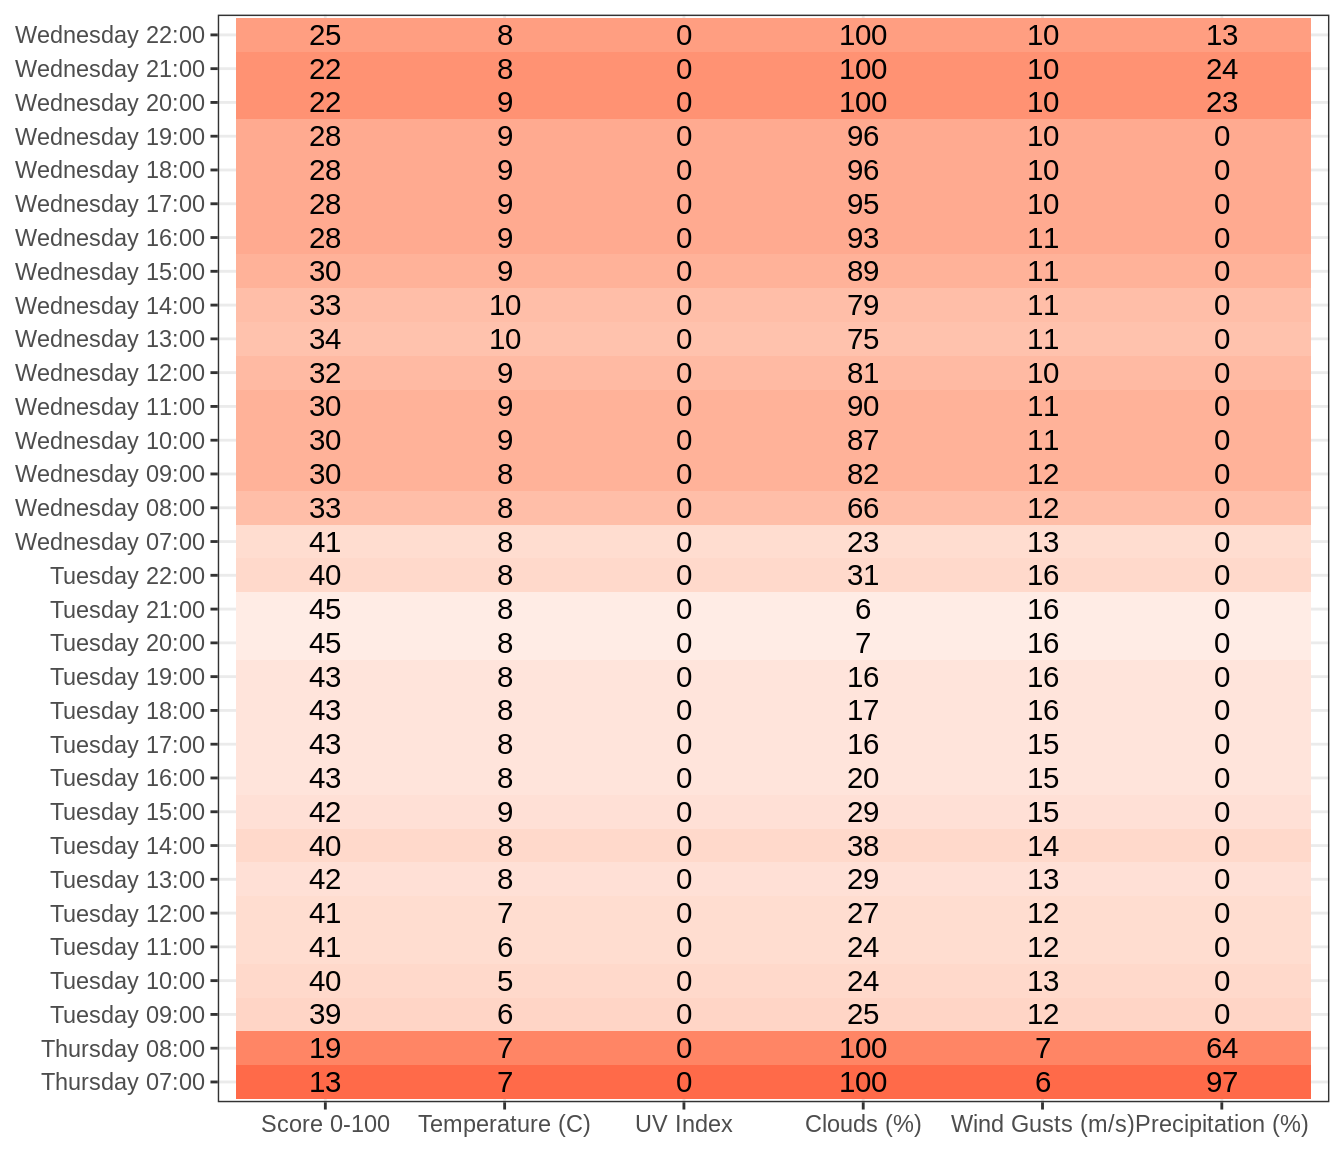 Wednesday 22:00 25 8 0 100 10 13
Wednesday 21:00 22 8 0 100 10 24
Wednesday 20:00 22 9 0 100 10 23
Wednesday 19:00 28 9 0 96 10 0
Wednesday 18:00 28 9 0 96 10 0
Wednesday 17:00 28 9 0 95 10 0
Wednesday 16:00 28 9 0 93 11 0
Wednesday 15:00 30 9 0 89 11 0
Wednesday 14:00 33 10 0 79 11 0
Wednesday 13:00 34 10 0 75 11 0
Wednesday 12:00 32 9 0 81 10 0
Wednesday 11:00 30 9 0 90 11 0
Wednesday 10:00 30 9 0 87 11 0
Wednesday 09:00 30 8 0 82 12 0
Wednesday 08:00 33 8 0 66 12 0
Wednesday 07:00 41 8 0 23 13 0
Tuesday 22:00 40 8 0 31 16 0
Tuesday 21:00 45 8 0 6 16 0
Tuesday 20:00 45 8 0 7 16 0
Tuesday 19:00 43 8 0 16 16 0
Tuesday 18:00 43 8 0 17 16 0
Tuesday 17:00 43 8 0 16 15 0
Tuesday 16:00 43 8 0 20 15 0
Tuesday 15:00 42 9 0 29 15 0
Tuesday 14:00 40 8 0 38 14 0
Tuesday 13:00 42 8 0 29 13 0
Tuesday 12:00 41 7 0 27 12 0
Tuesday 11:00 41 6 0 24 12 0
Tuesday 10:00 40 5 0 24 13 0
Tuesday 09:00 39 6 0 25 12 0
Thursday 08:00 19 7 0 100 7 64
Thursday 07:00 13 7 0 100 6 97
Score 0-100 Temperature (C) UV Index Clouds (%) Wind Gusts (m/s) Precipitation (%)